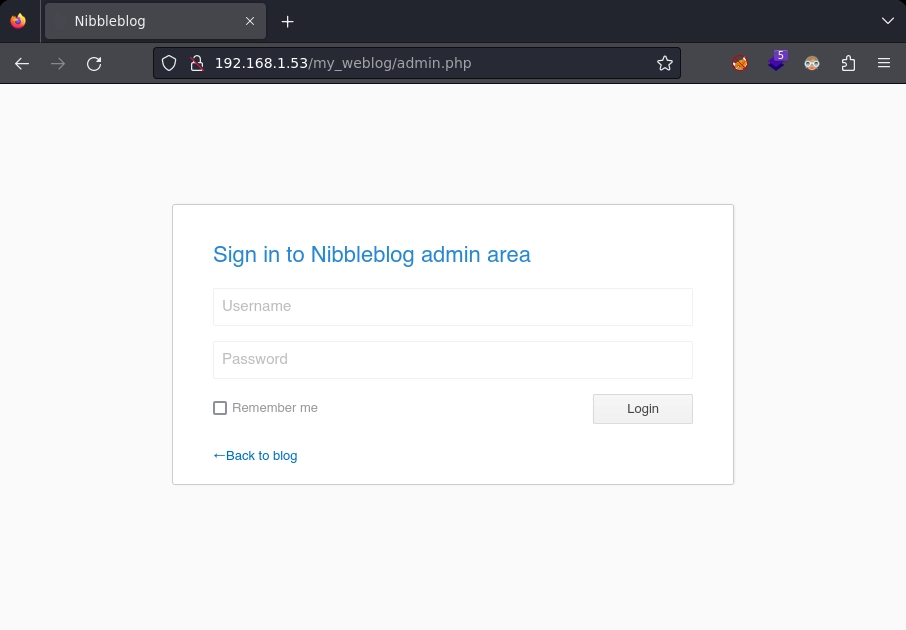 Nibbleblog
192.168.1.53/my_weblog/admin.php
5
Sign in to Nibbleblog admin area
Username
Password
Remember me
Login
←Back to blog